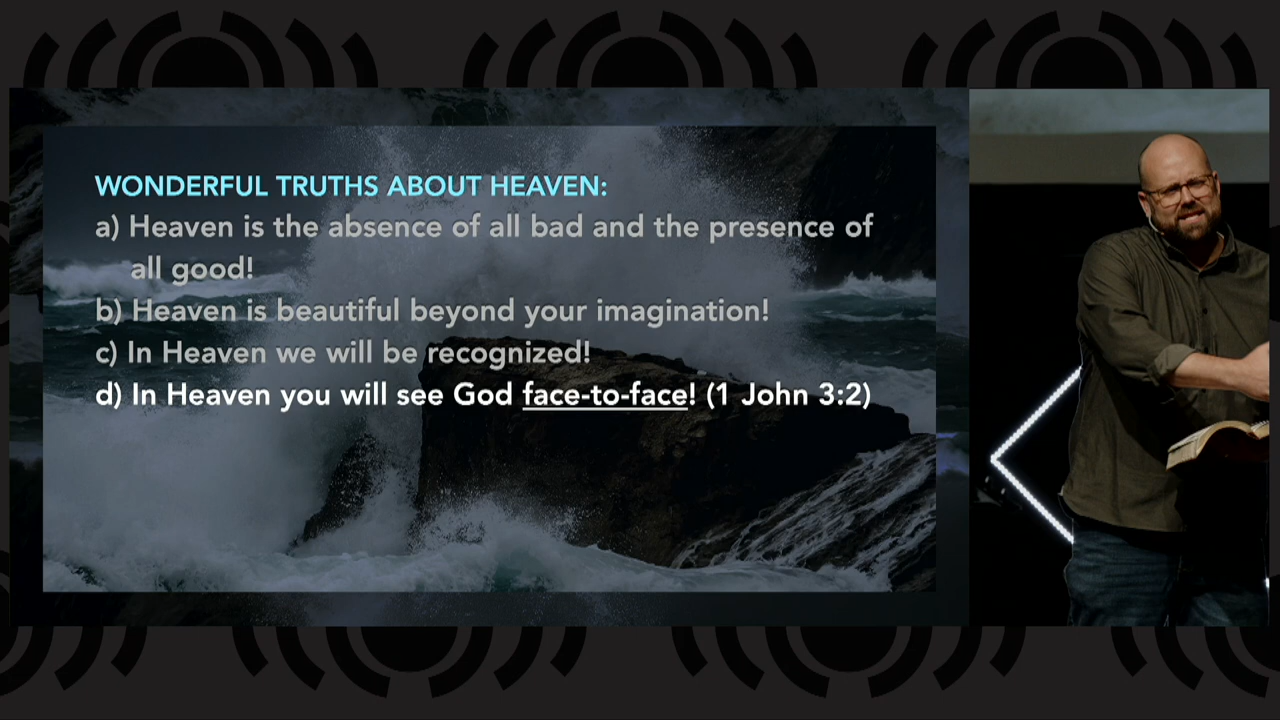 WONDERFUL TRUTHS ABOUT HEAVEN:
a) Heaven is the absence of all bad and the presence of
all good!
b) Heaven is beautiful beyond your imagination!
c) In Heaven we will be recognized!
d) In Heaven you will see God face-to-face! (1 John 3:2)